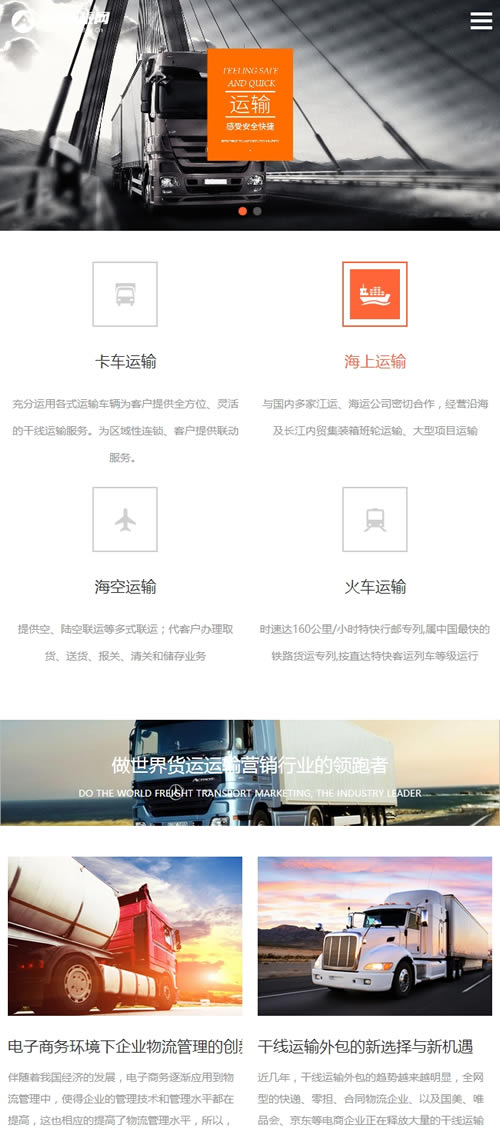 FEELING SAFE
AND QUICK
运输
感受安全快捷
卡车运输
充分运用各式运输车辆为客户提供全方位、灵活
的干线运输服务。为区域性连锁、客户提供联动
服务。
海上运输
与国内多家江运、海运公司密切合作，经营沿海
及长江内贸集装箱班轮运输、大型项目运输
海空运输
提供空、陆空联运等多式联运；代客户办理取
货、送货、报关、清关和储存业务
火车运输
时速达160公里/小时特快行邮专列,属中国最快的
铁路货运专列,按直达特快客运列车等级运行
做世界货运运输营销行业的领跑者
DO THE WORLD FREIGHT TRANSPORT MARKETING, THE INDUSTRY LEADER
电子商务环境下企业物流管理的创新
伴随着我国经济的发展，电子商务逐渐应用到物
流管理中，使得企业的管理技术和管理水平都在
提高，这也相应的提高了物流管理水平，所以，
干线运输外包的新选择与新机遇
近几年，干线运输外包的趋势越来越明显，全网
型的快递、零担、合同物流企业、以及国美、唯
品会、京东等电商企业正在释放大量的干线运输